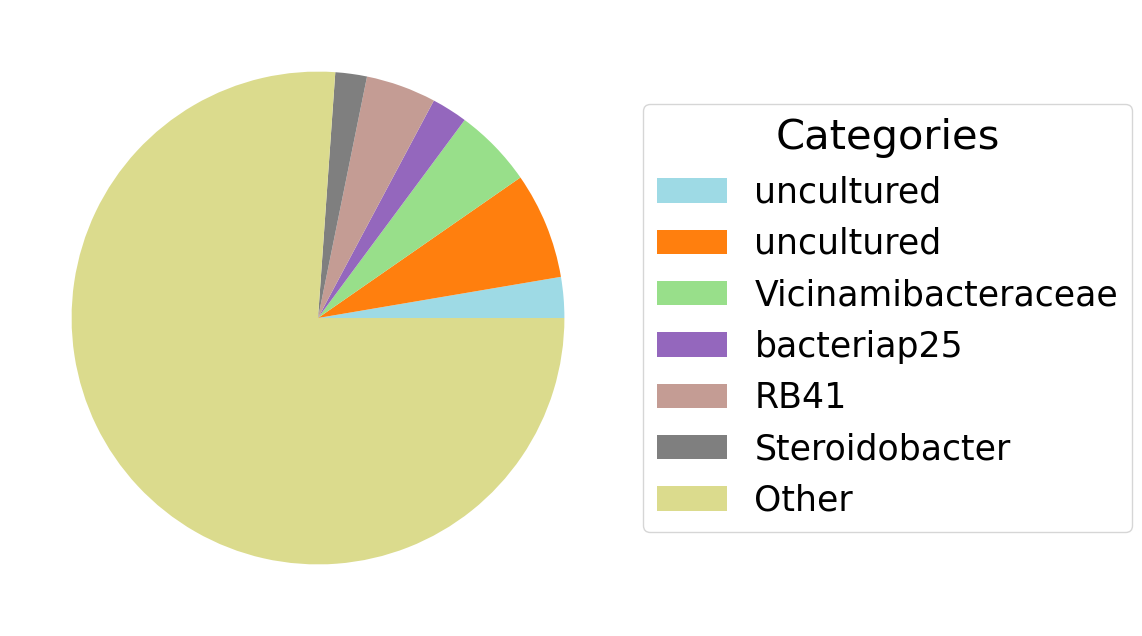 Categories
uncultured
uncultured
Vicinamibacteraceae
bacteriap25
RB41
Steroidobacter
Other